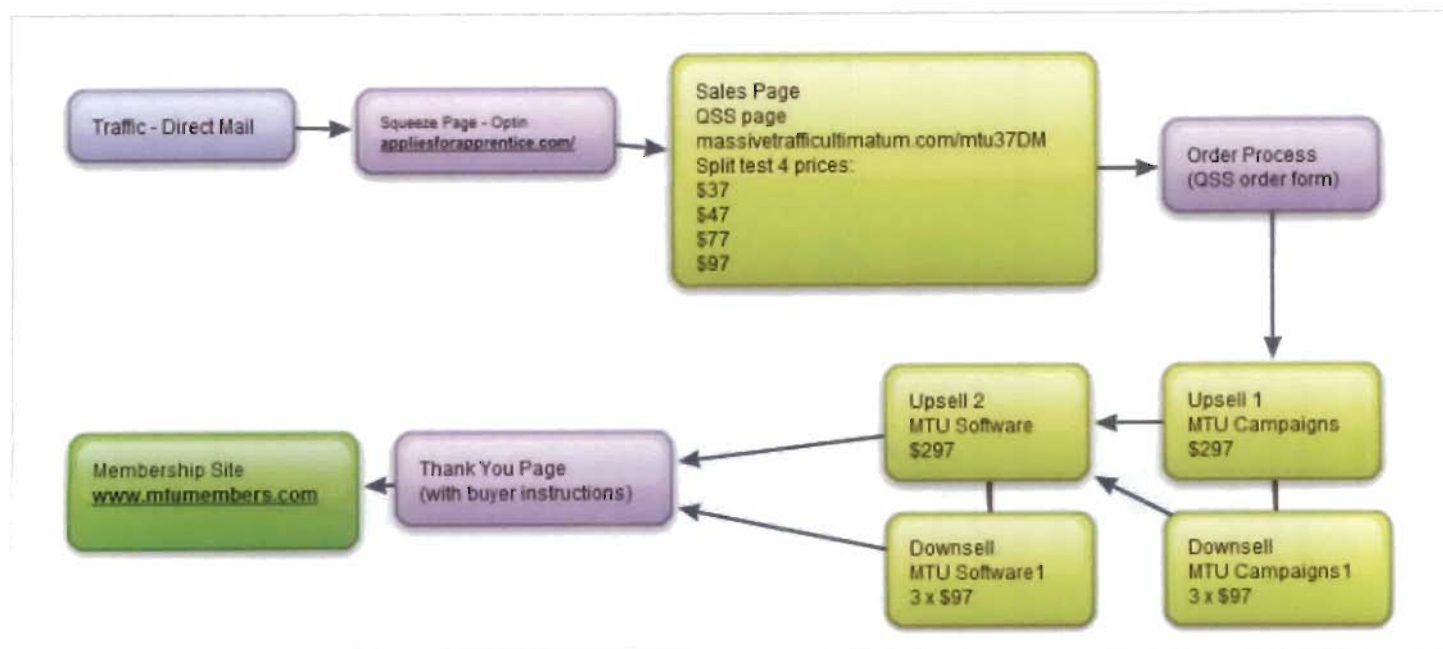 Traffic - Direct Mail
Squeeze Page - Optin
appliesforapprentice.com/
Sales Page
QSS page
massivetrafficultimatum.com/mtu37DM
Split test 4 prices:
$37
$47
$77
$97
Order Process
(QSS order form)
Upsell 1
MTU Campaigns
$297
Downsell
MTU Campaigns1
3 x $97
Upsell 2
MTU Software
$297
Downsell
MTU Software1
3 x $97
Thank You Page
(with buyer instructions)
Membership Site
www.mtumembers.com